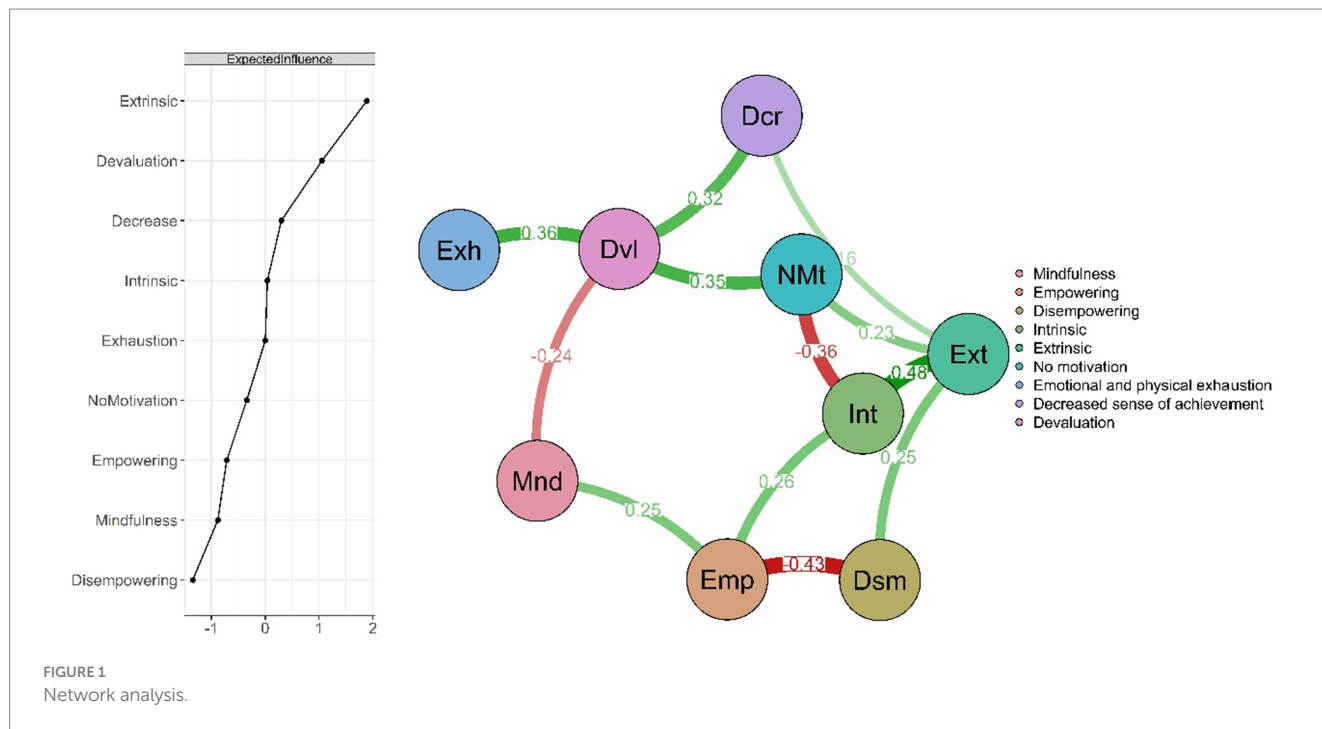 ExpectedInfluence
Extrinsic
Devaluation
Decrease
Intrinsic
Exhaustion
NoMotivation
Empowering
Mindfulness
Disempowering
-1 0 1 2
Dcr
0.32
Exh
0.36
Dvl
0.35
NMt
16
0.23
-0.24
-0.36
Ext
0.48
Int
0.25
0.26
Mnd
0.25
Emp
-0.43
Dsm
Mindfulness
Empowering
Disempowering
Intrinsic
Extrinsic
No motivation
Emotional and physical exhaustion
Decreased sense of achievement
Devaluation
FIGURE 1
Network analysis.